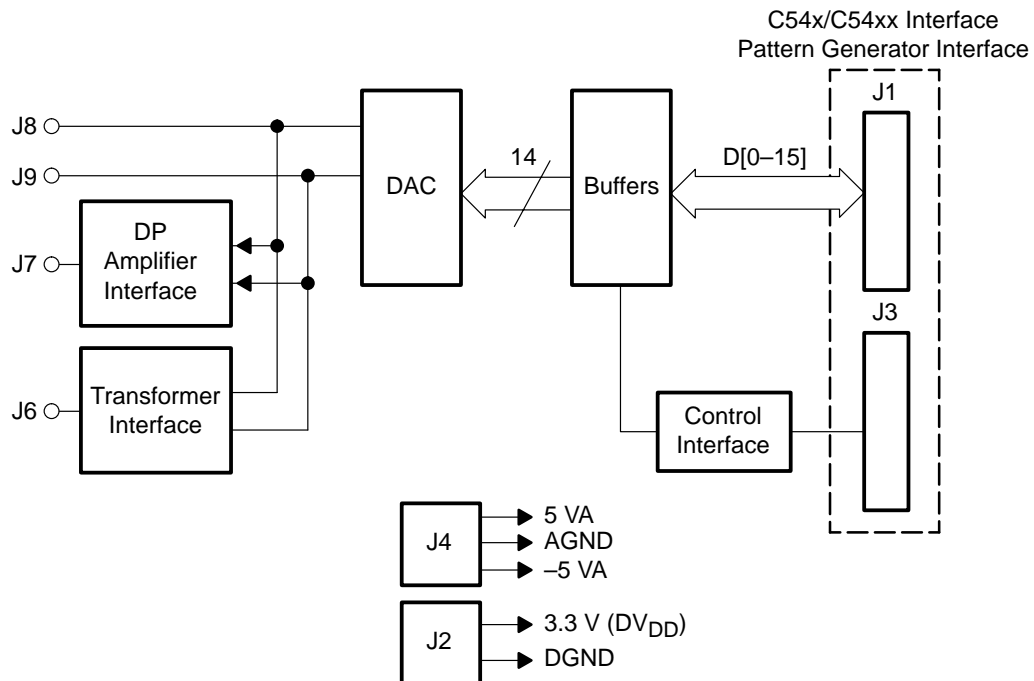 C54x/C54xx Interface
Pattern Generator Interface
J1
J8
J9
DAC
14
Buffers
D[0–15]
DP
Amplifier
Interface
J7
J3
Transformer
Interface
J6
Control
Interface
J4
5 VA
AGND
–5 VA
J2
3.3 V (DVDD)
DGND